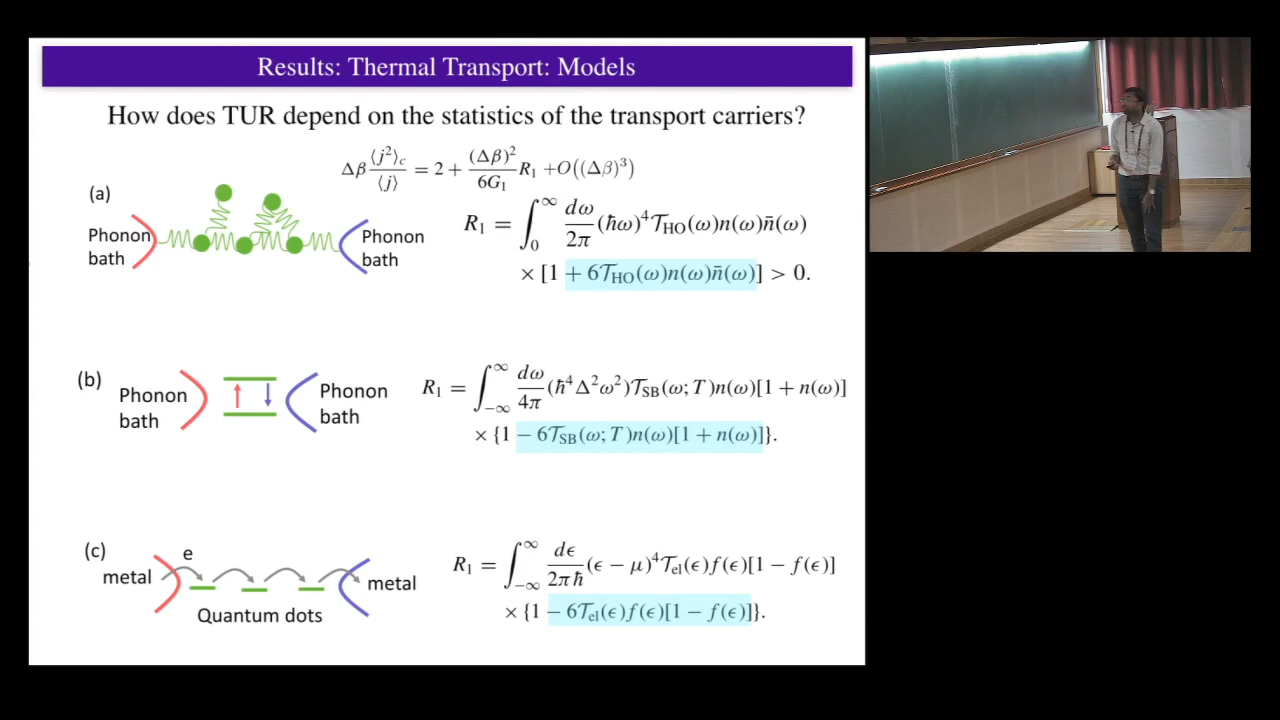 Results: Thermal Transport: Models
How does TUR depend on the statistics of the transport carriers?
Δβ ⟨j²⟩_c / ⟨j⟩ = 2 + (Δβ)² / 6G₁ R₁ + O((Δβ)³)
(a)
Phonon bath
Phonon bath
R₁ = ∫₀^∞ dω/2π (ħω)⁴ 𝒯_HO(ω)n(ω)n̄(ω)
× [1 + 6𝒯_HO(ω)n(ω)n̄(ω)] > 0.
(b)
Phonon bath
Phonon bath
R₁ = ∫_{-∞}^∞ dω/4π (ħ⁴Δ²ω²)𝒯_SB(ω; T)n(ω)[1 + n(ω)]
× {1 − 6𝒯_SB(ω; T)n(ω)[1 + n(ω)]}.
(c)
e
metal
metal
Quantum dots
R₁ = ∫_{-∞}^∞ dϵ/2πħ (ϵ − μ)⁴𝒯_el(ϵ)f(ϵ)[1 − f(ϵ)]
× {1 − 6𝒯_el(ϵ)f(ϵ)[1 − f(ϵ)]}.